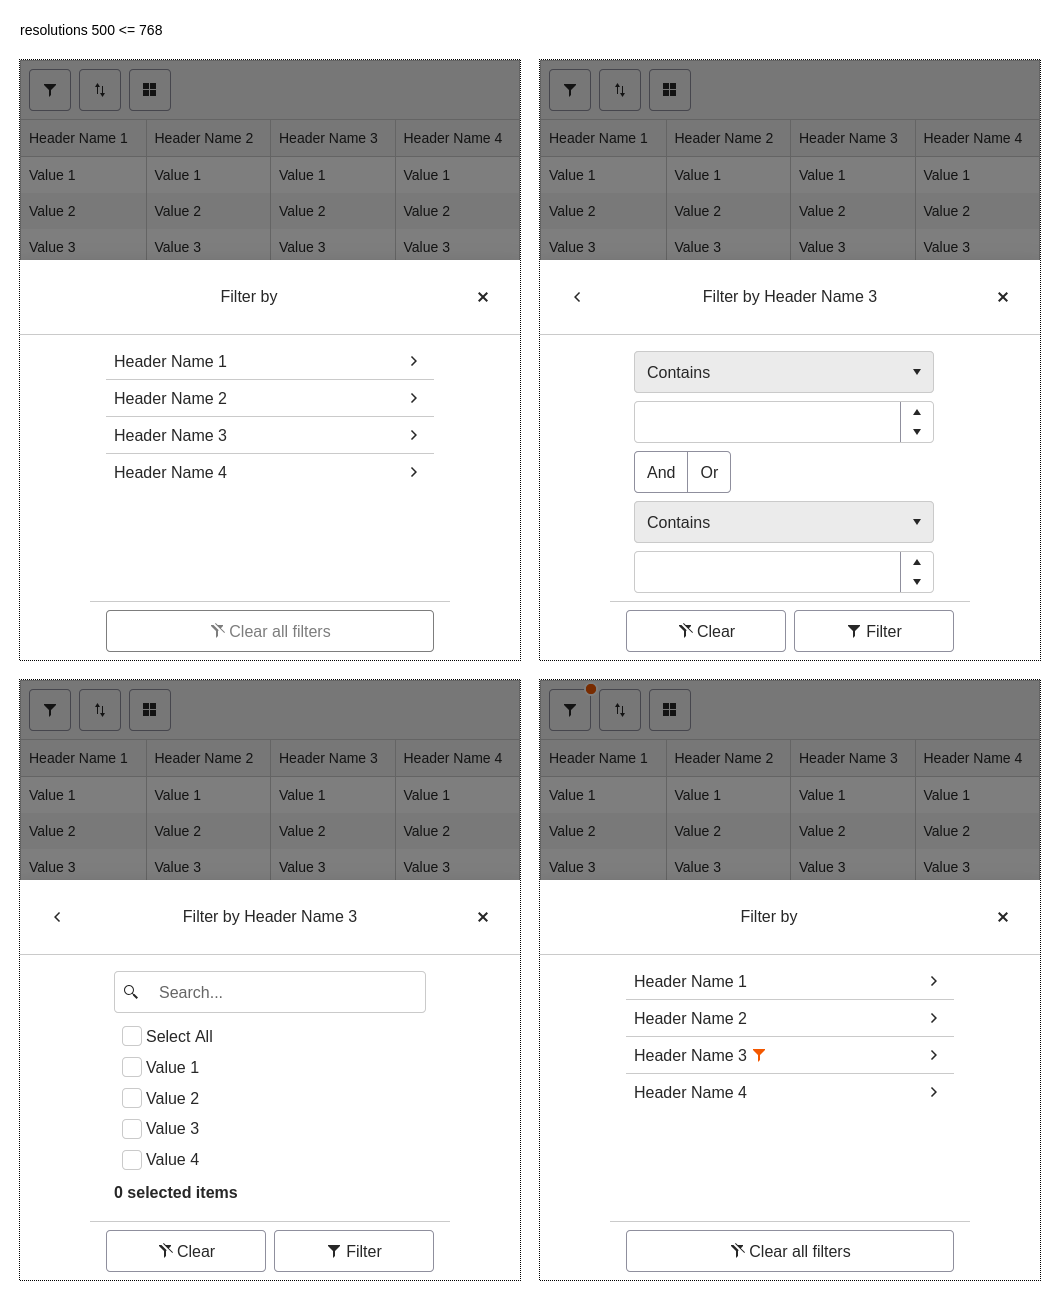 resolutions 500 <= 768
Header Name 1 Header Name 2 Header Name 3 Header Name 4
Value 1 Value 1 Value 1 Value 1
Value 2 Value 2 Value 2 Value 2
Value 3 Value 3 Value 3 Value 3
Filter by
Header Name 1
Header Name 2
Header Name 3
Header Name 4
Clear all filters
Header Name 1 Header Name 2 Header Name 3 Header Name 4
Value 1 Value 1 Value 1 Value 1
Value 2 Value 2 Value 2 Value 2
Value 3 Value 3 Value 3 Value 3
Filter by Header Name 3
Contains
And Or
Contains
Clear Filter
Header Name 1 Header Name 2 Header Name 3 Header Name 4
Value 1 Value 1 Value 1 Value 1
Value 2 Value 2 Value 2 Value 2
Value 3 Value 3 Value 3 Value 3
Filter by Header Name 3
Search...
Select All
Value 1
Value 2
Value 3
Value 4
0 selected items
Clear Filter
Header Name 1 Header Name 2 Header Name 3 Header Name 4
Value 1 Value 1 Value 1 Value 1
Value 2 Value 2 Value 2 Value 2
Value 3 Value 3 Value 3 Value 3
Filter by
Header Name 1
Header Name 2
Header Name 3
Header Name 4
Clear all filters